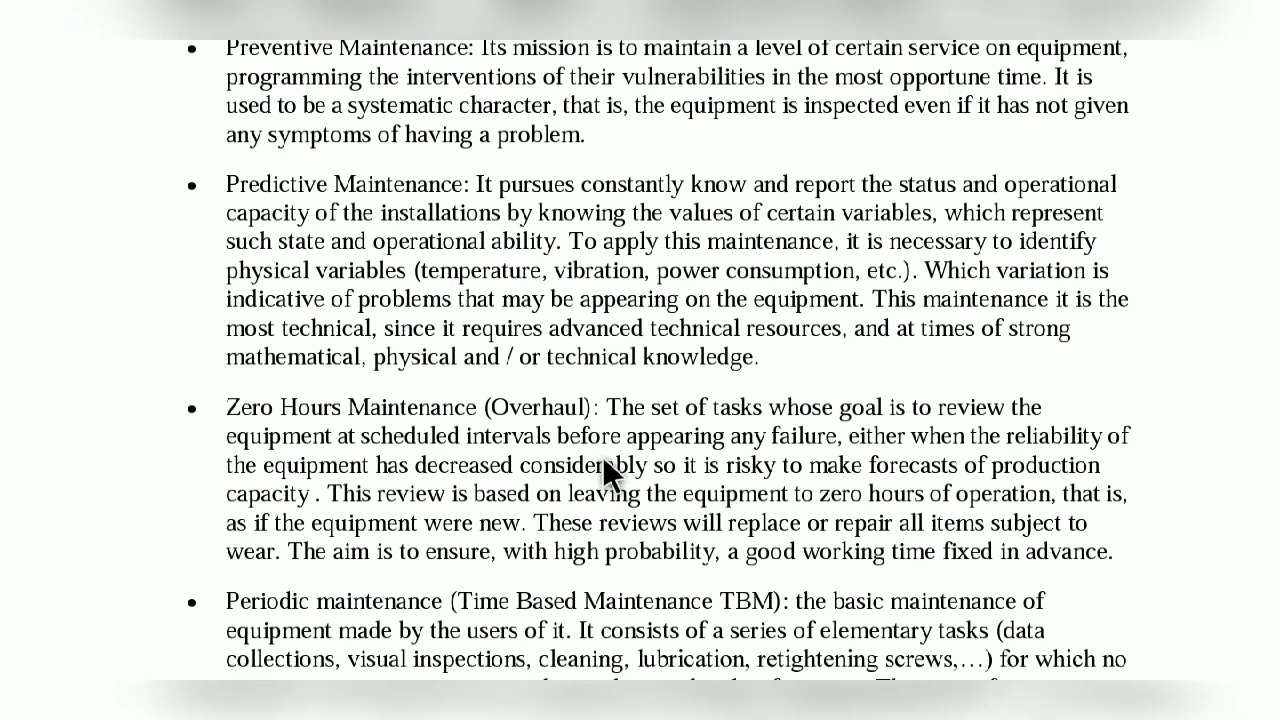 Preventive Maintenance: Its mission is to maintain a level of certain service on equipment,
programming the interventions of their vulnerabilities in the most opportune time. It is
used to be a systematic character, that is, the equipment is inspected even if it has not given
any symptoms of having a problem.
Predictive Maintenance: It pursues constantly know and report the status and operational
capacity of the installations by knowing the values of certain variables, which represent
such state and operational ability. To apply this maintenance, it is necessary to identify
physical variables (temperature, vibration, power consumption, etc.). Which variation is
indicative of problems that may be appearing on the equipment. This maintenance it is the
most technical, since it requires advanced technical resources, and at times of strong
mathematical, physical and / or technical knowledge.
Zero Hours Maintenance (Overhaul): The set of tasks whose goal is to review the
equipment at scheduled intervals before appearing any failure, either when the reliability of
the equipment has decreased considerably so it is risky to make forecasts of production
capacity . This review is based on leaving the equipment to zero hours of operation, that is,
as if the equipment were new. These reviews will replace or repair all items subject to
wear. The aim is to ensure, with high probability, a good working time fixed in advance.
Periodic maintenance (Time Based Maintenance TBM): the basic maintenance of
equipment made by the users of it. It consists of a series of elementary tasks (data
collections, visual inspections, cleaning, lubrication, retightening screws,…) for which no